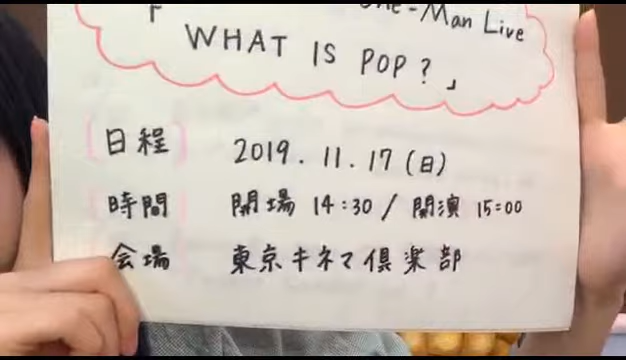 「 One-Man Live
WHAT IS POP?」
日程 2019.11.17(日)
時間 開場 14:30 / 開演 15:00
会場 東京キネマ倶楽部